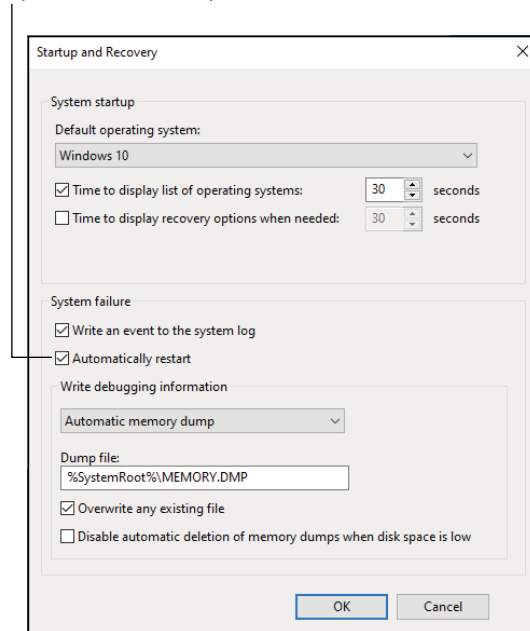 Startup and Recovery
System startup
Default operating system:
Windows 10
Time to display list of operating systems: 30 seconds
Time to display recovery options when needed: 30 seconds
System failure
Write an event to the system log
Automatically restart
Write debugging information
Automatic memory dump
Dump file:
%SystemRoot%\MEMORY.DMP
Overwrite any existing file
Disable automatic deletion of memory dumps when disk space is low
OK Cancel